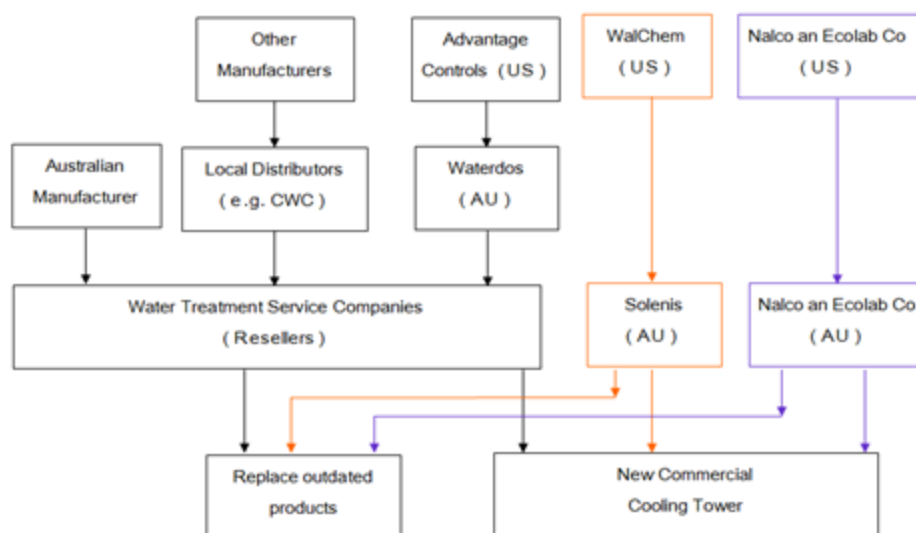 Other
Manufacturers
Advantage
Controls (US)
WalChem
(US)
Nalco an Ecolab Co
(US)
Australian
Manufacturer
Local Distributors
(e.g. CWC)
Waterdos
(AU)
Water Treatment Service Companies
(Resellers)
Solenis
(AU)
Nalco an Ecolab Co
(AU)
Replace outdated
products
New Commercial
Cooling Tower